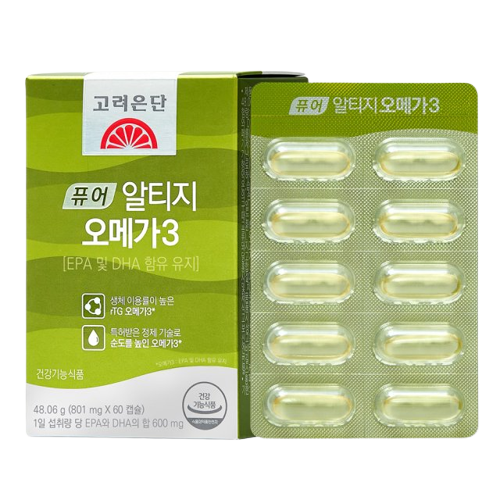 고려은단
퓨어 알티지
오메가3
[EPA 및 DHA 함유 유지]
생체 이용률이 높은
rTG 오메가3*
특허받은 정제 기술로
순도를 높인 오메가3*
건강기능식품
48.06 g (801 mg X 60 캡슐)
1일 섭취량 당 EPA와 DHA의 합 600 mg
건강
기능식품
퓨어 알티지오메가3